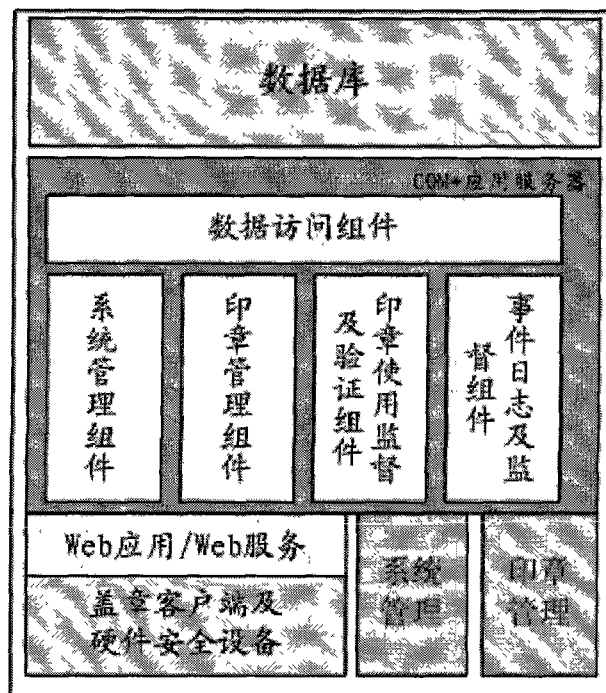 数据库
COM+应用服务器
数据访问组件
系统管理组件
印章管理组件
印章使用监督
及验证组件
事件日志及监
督组件
Web应用/Web服务
盖章客户端及
硬件安全设备
系统
管理
印章
管理